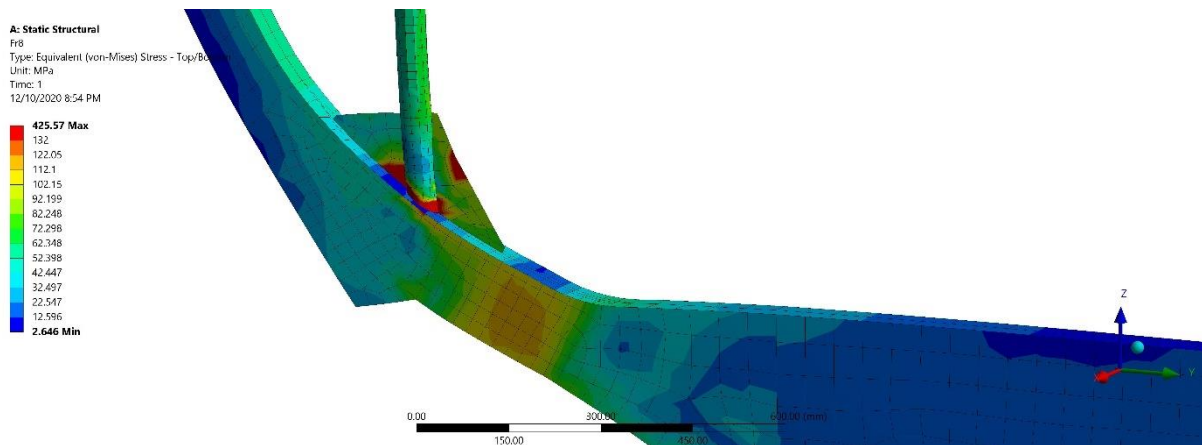 A: Static Structural
Fr8
Type: Equivalent (von-Mises) Stress - Top/Bo
Unit: MPa
Time: 1
12/10/2020 8:54 PM
425.57 Max
132
122.05
112.1
102.15
92.199
82.248
72.298
62.348
52.398
42.447
32.497
22.547
12.596
2.646 Min
Z
Y
X
0.00 300.00 600.00 (mm)
150.00 450.00